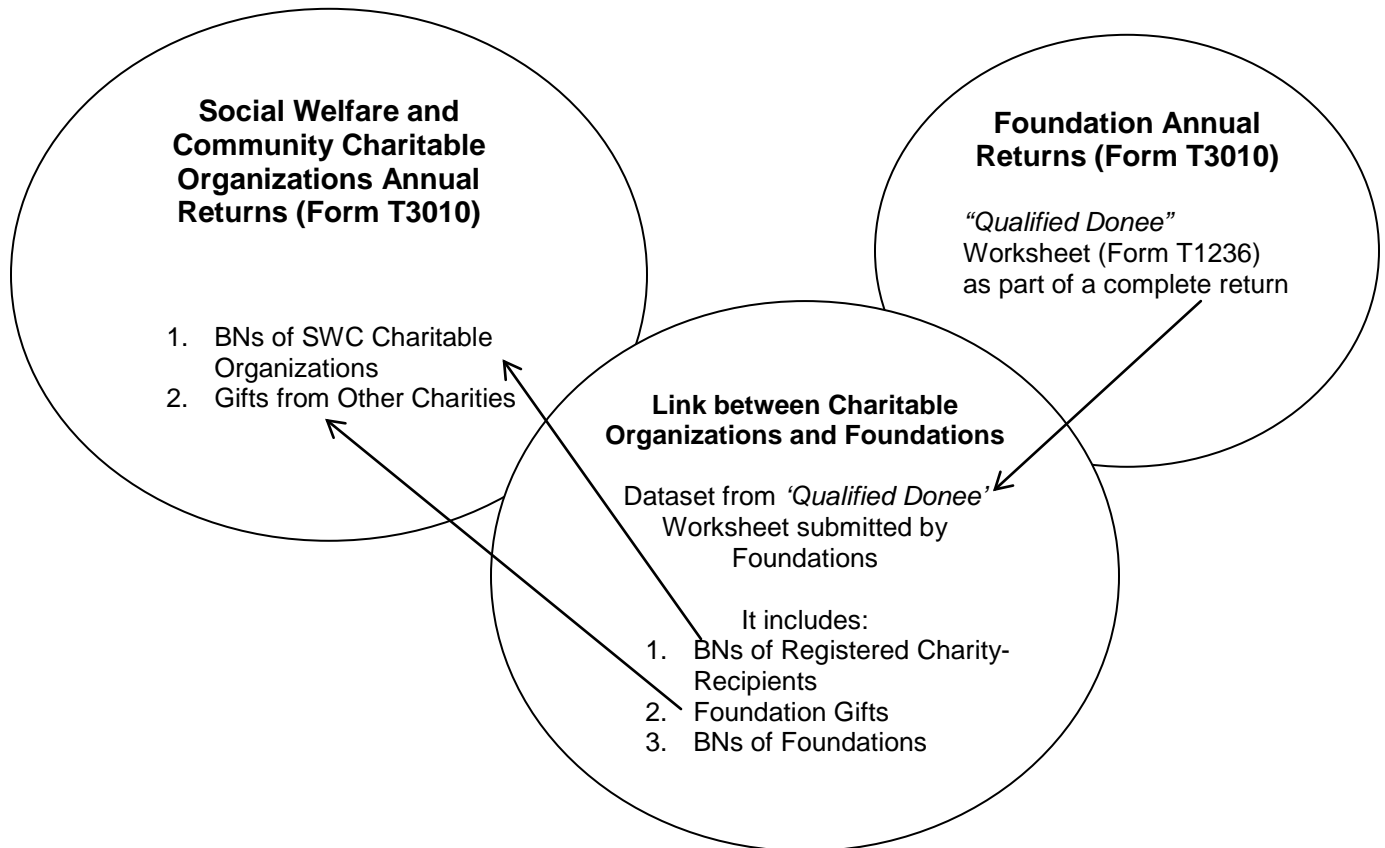 Social Welfare and
Community Charitable
Organizations Annual
Returns (Form T3010)
1. BNs of SWC Charitable
Organizations
2. Gifts from Other Charities
Foundation Annual
Returns (Form T3010)
“Qualified Donee”
Worksheet (Form T1236)
as part of a complete return
Link between Charitable
Organizations and Foundations
Dataset from ‘Qualified Donee’
Worksheet submitted by
Foundations
It includes:
1. BNs of Registered Charity-
Recipients
2. Foundation Gifts
3. BNs of Foundations